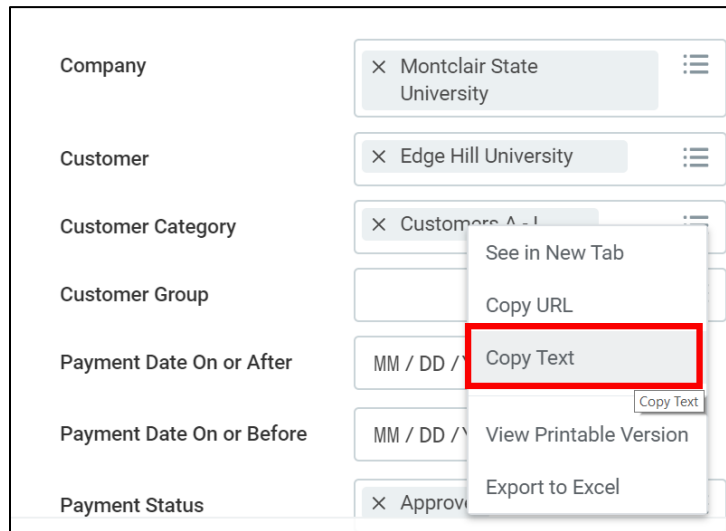 Company
× Montclair State
University
Customer
× Edge Hill University
Customer Category
× Customers A -
See in New Tab
Customer Group
Copy URL
Payment Date On or After
MM / DD /
Copy Text
Copy Text
Payment Date On or Before
MM / DD /
View Printable Version
Payment Status
× Approve
Export to Excel